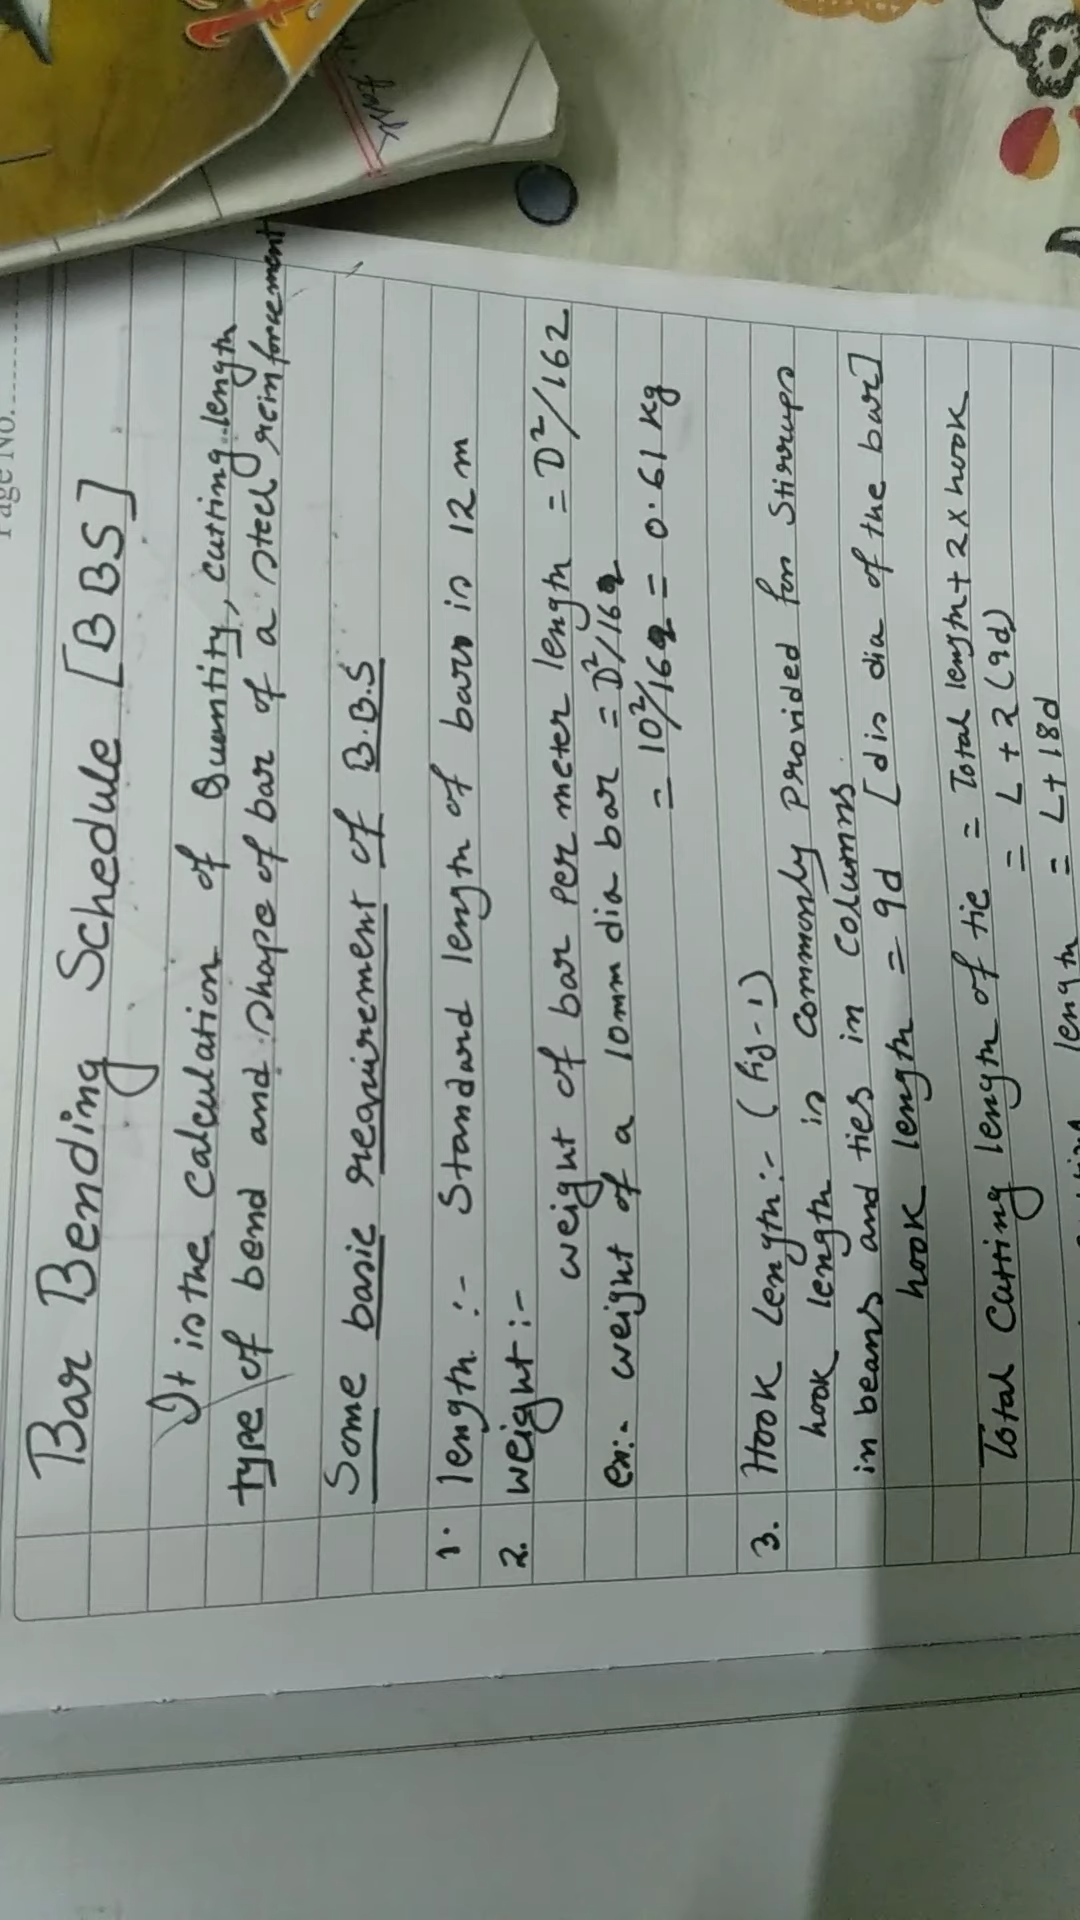 Page No.
Bar Bending Schedule [BBS]
It is the calculation of Quantity, cutting length
type of bend and shape of bar of a steel reinforcement
Some basic requirement of B.B.S
1. length :- Standard length of bars is 12 m
2. weight :-
weight of bar per meter length = D²/162
ex:- weight of a 10mm dia bar = D²/162
= 10²/162 = 0.61 kg
3. Hook Length:- (fig-1)
hook length is commonly provided for Stirrups
in beams and ties in columns.
hook length = 9d [d is dia of the bar]
Total Cutting length of tie = Total length + 2 x hook
= L + 2(9d)
length = L + 18d